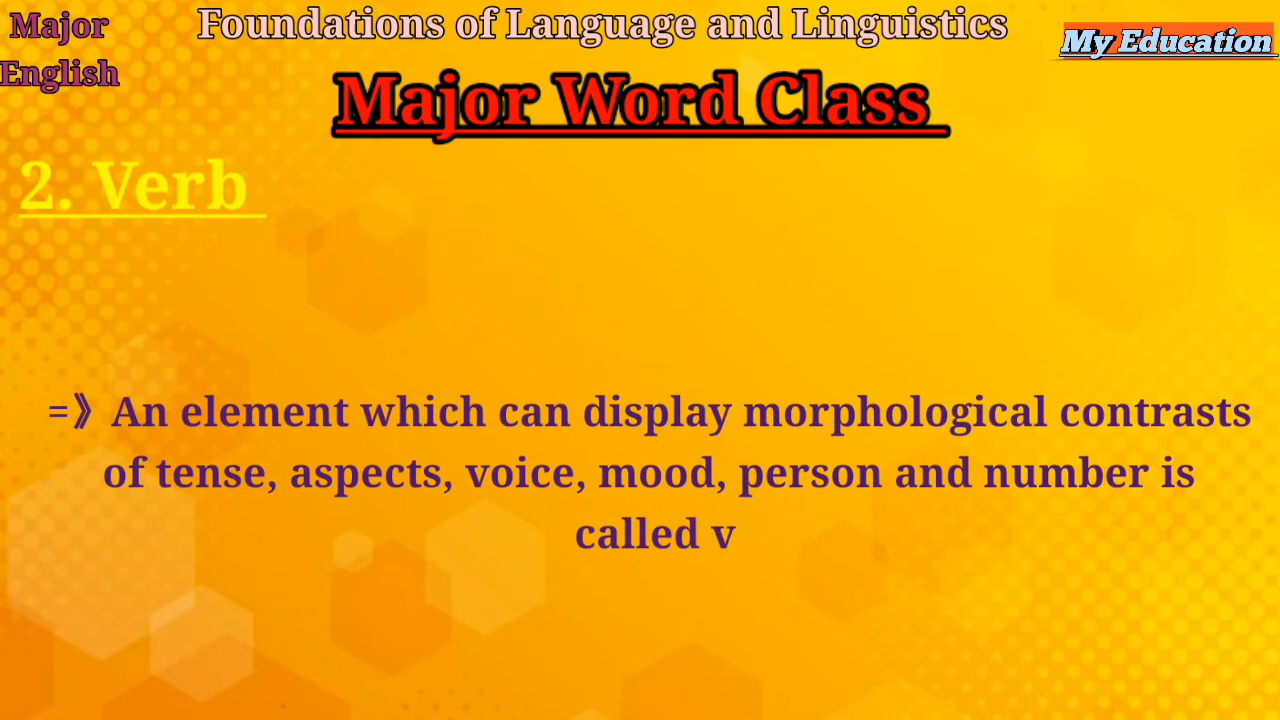 Major
English
Foundations of Language and Linguistics
My Education
Major Word Class
2. Verb
=》An element which can display morphological contrasts
of tense, aspects, voice, mood, person and number is
called v